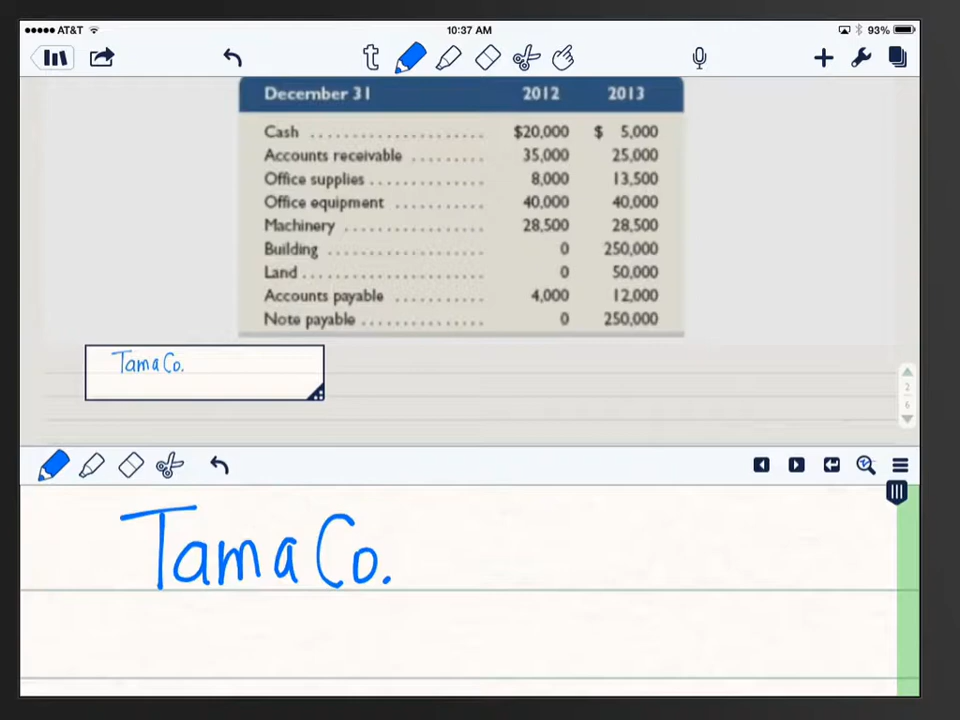 AT&T 10:37 AM 93%
t
December 31 2012 2013
Cash ..................... $20,000 $ 5,000
Accounts receivable ......... 35,000 25,000
Office supplies .............. 8,000 13,500
Office equipment ........... 40,000 40,000
Machinery ................. 28,500 28,500
Building ................... 0 250,000
Land ...................... 0 50,000
Accounts payable ........... 4,000 12,000
Note payable ............... 0 250,000
Tama Co.
2
6
Tama Co.